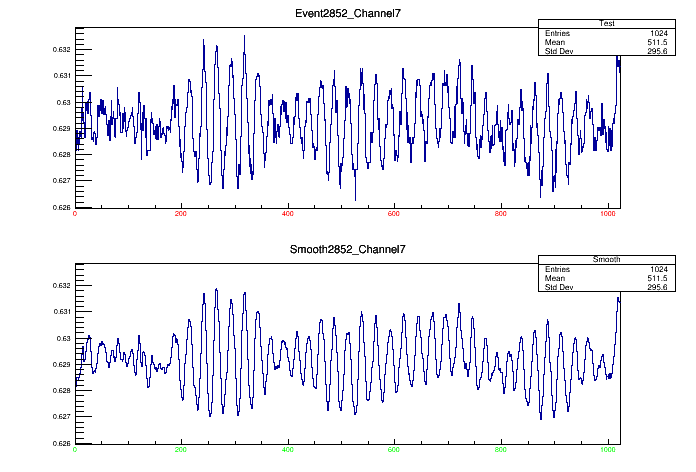 Event2852_Channel7
Test
Entries 1024
Mean 511.5
Std Dev 295.6
0.632
0.631
0.63
0.629
0.628
0.627
0.626
0 200 400 600 800 1000
Smooth2852_Channel7
Smooth
Entries 1024
Mean 511.5
Std Dev 295.6
0.632
0.631
0.63
0.629
0.628
0.627
0.626
0 200 400 600 800 1000